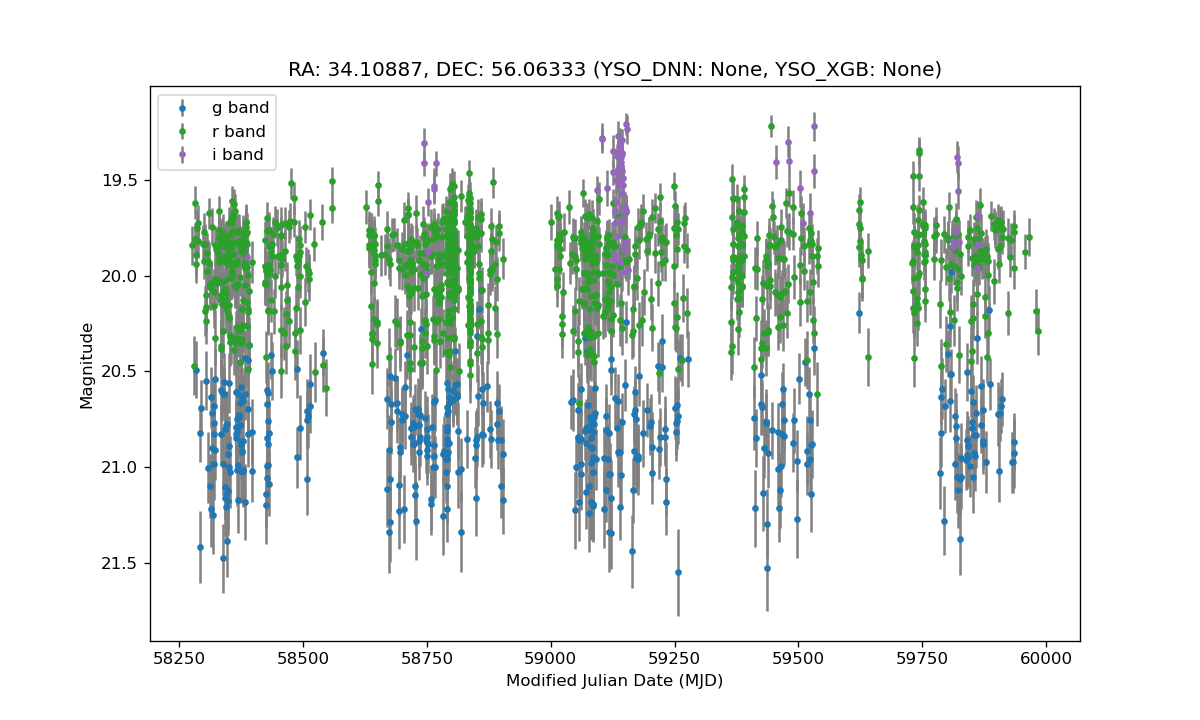 RA: 34.10887, DEC: 56.06333 (YSO_DNN: None, YSO_XGB: None)
g band
r band
i band
19.5
20.0
20.5
21.0
21.5
Magnitude
58250 58500 58750 59000 59250 59500 59750 60000
Modified Julian Date (MJD)